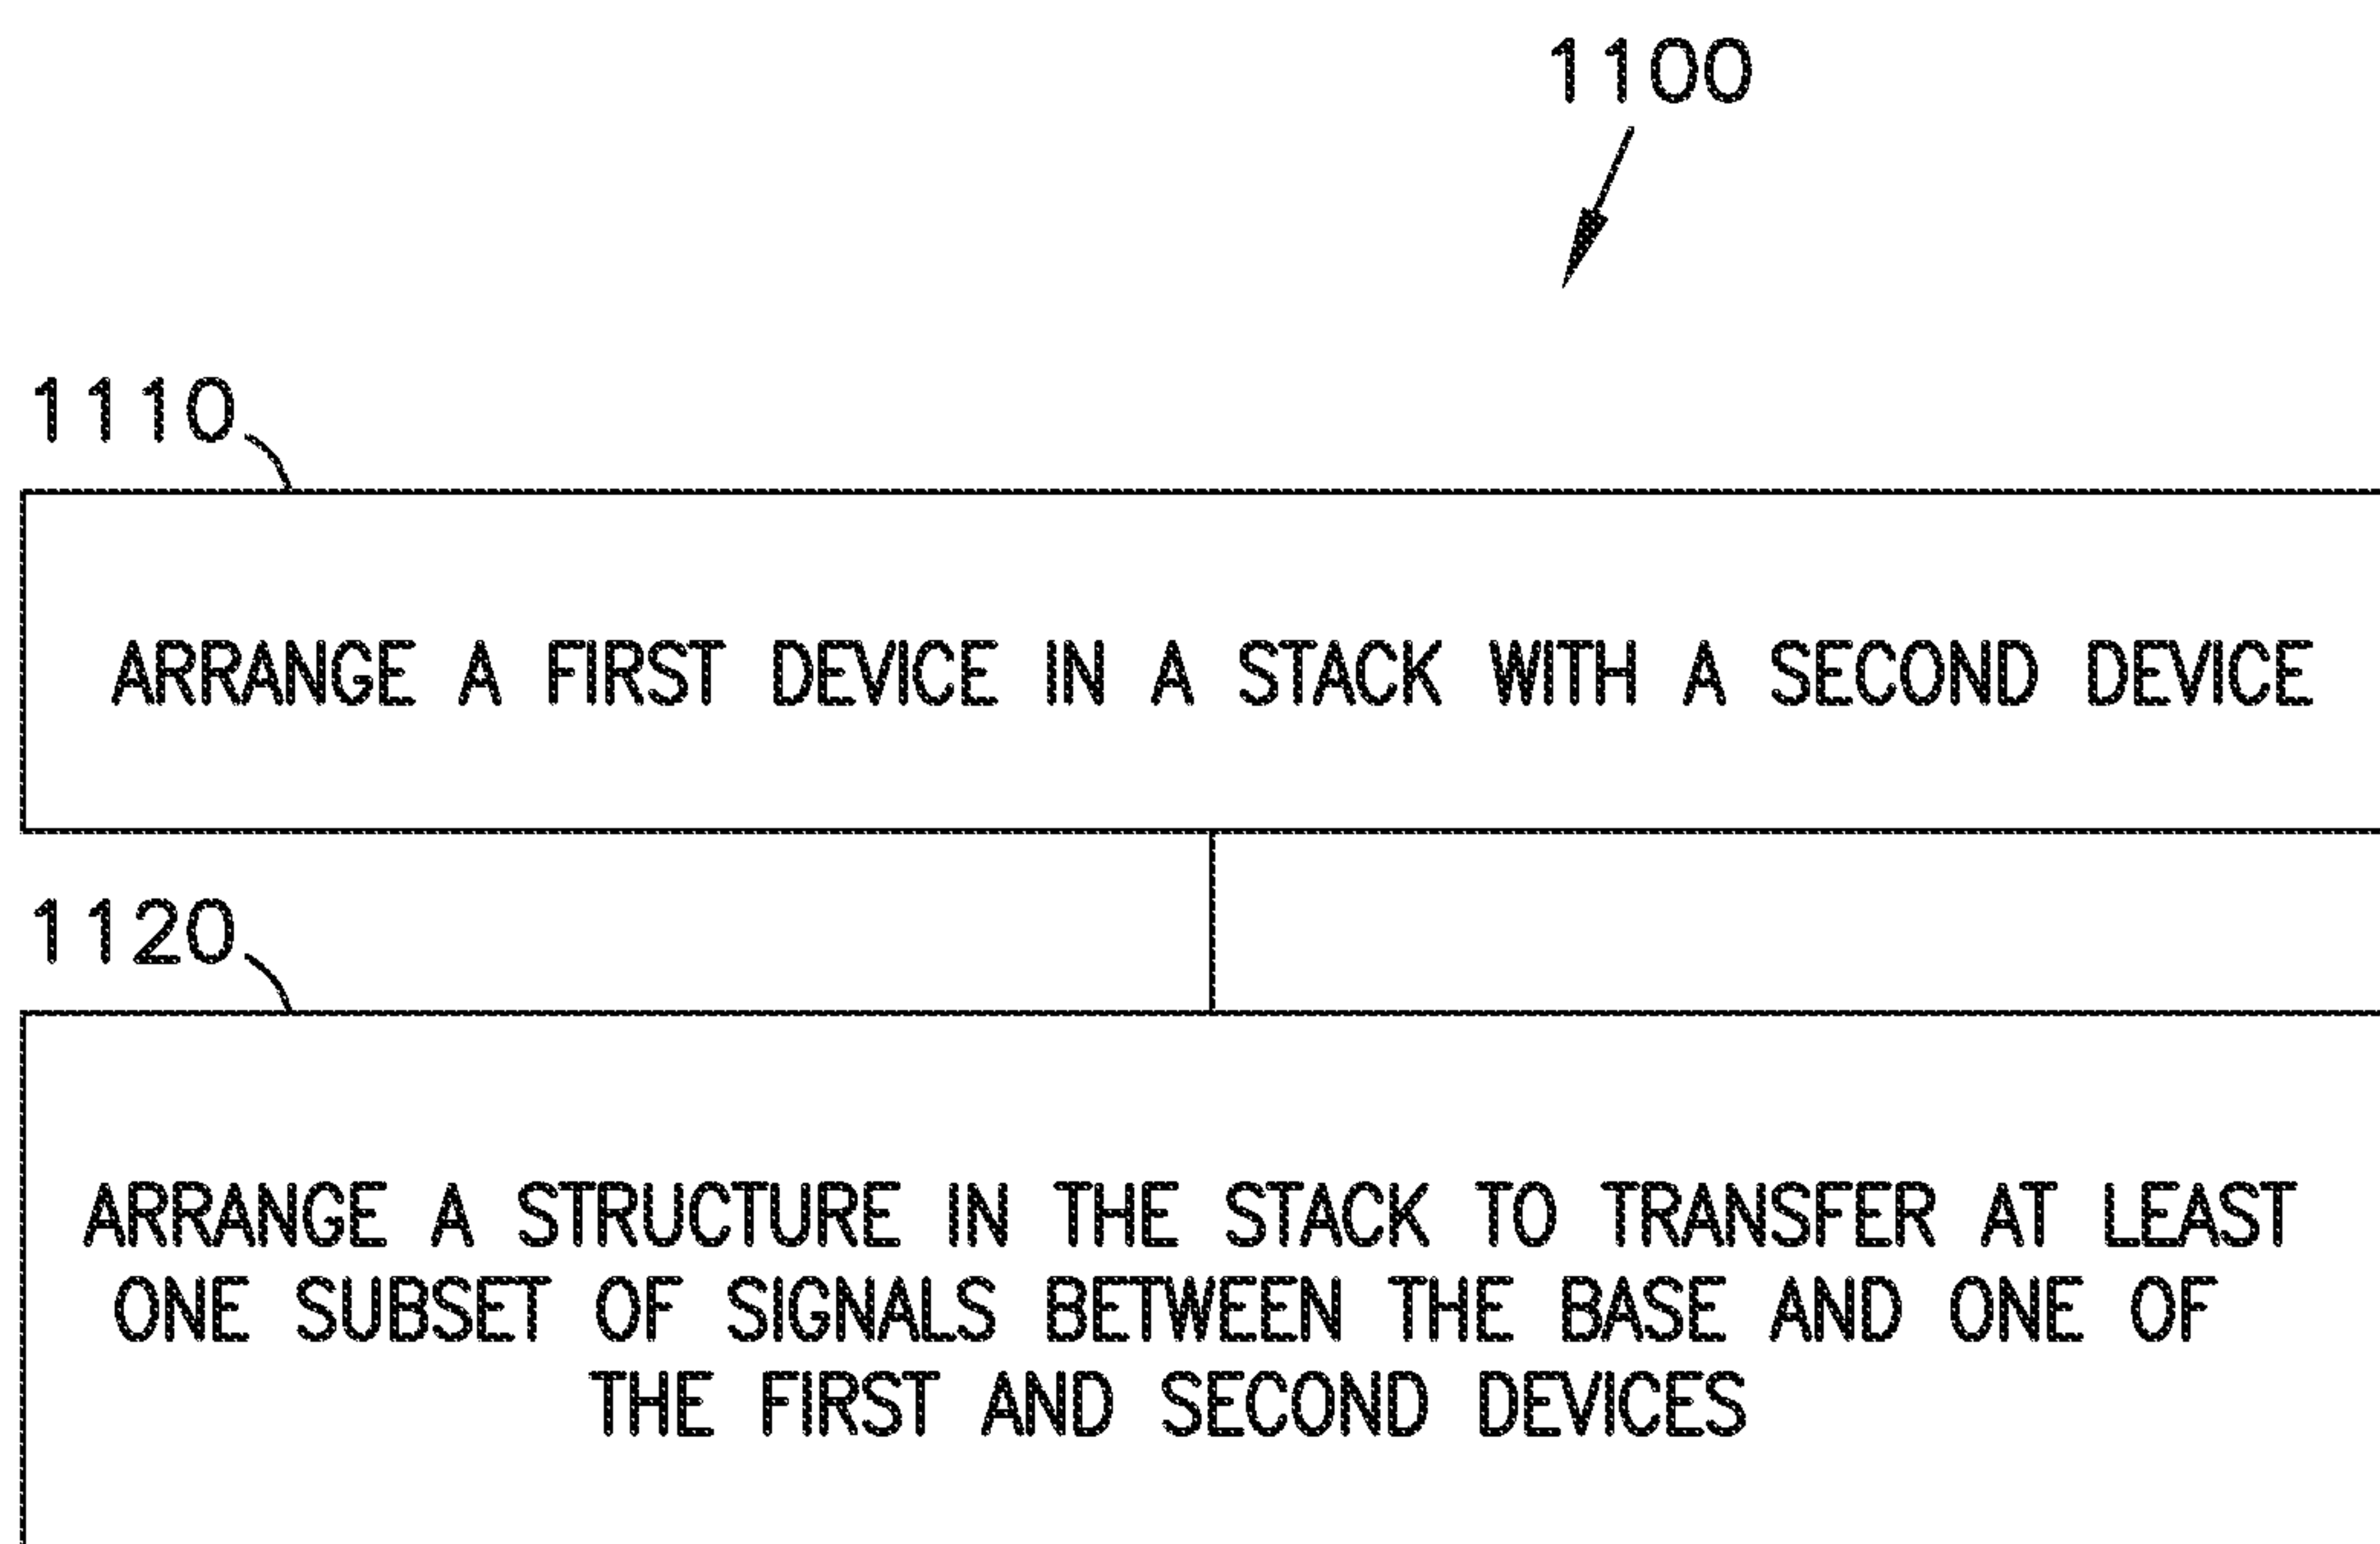 1100
1110
ARRANGE A FIRST DEVICE IN A STACK WITH A SECOND DEVICE
1120
ARRANGE A STRUCTURE IN THE STACK TO TRANSFER AT LEAST
ONE SUBSET OF SIGNALS BETWEEN THE BASE AND ONE OF
THE FIRST AND SECOND DEVICES